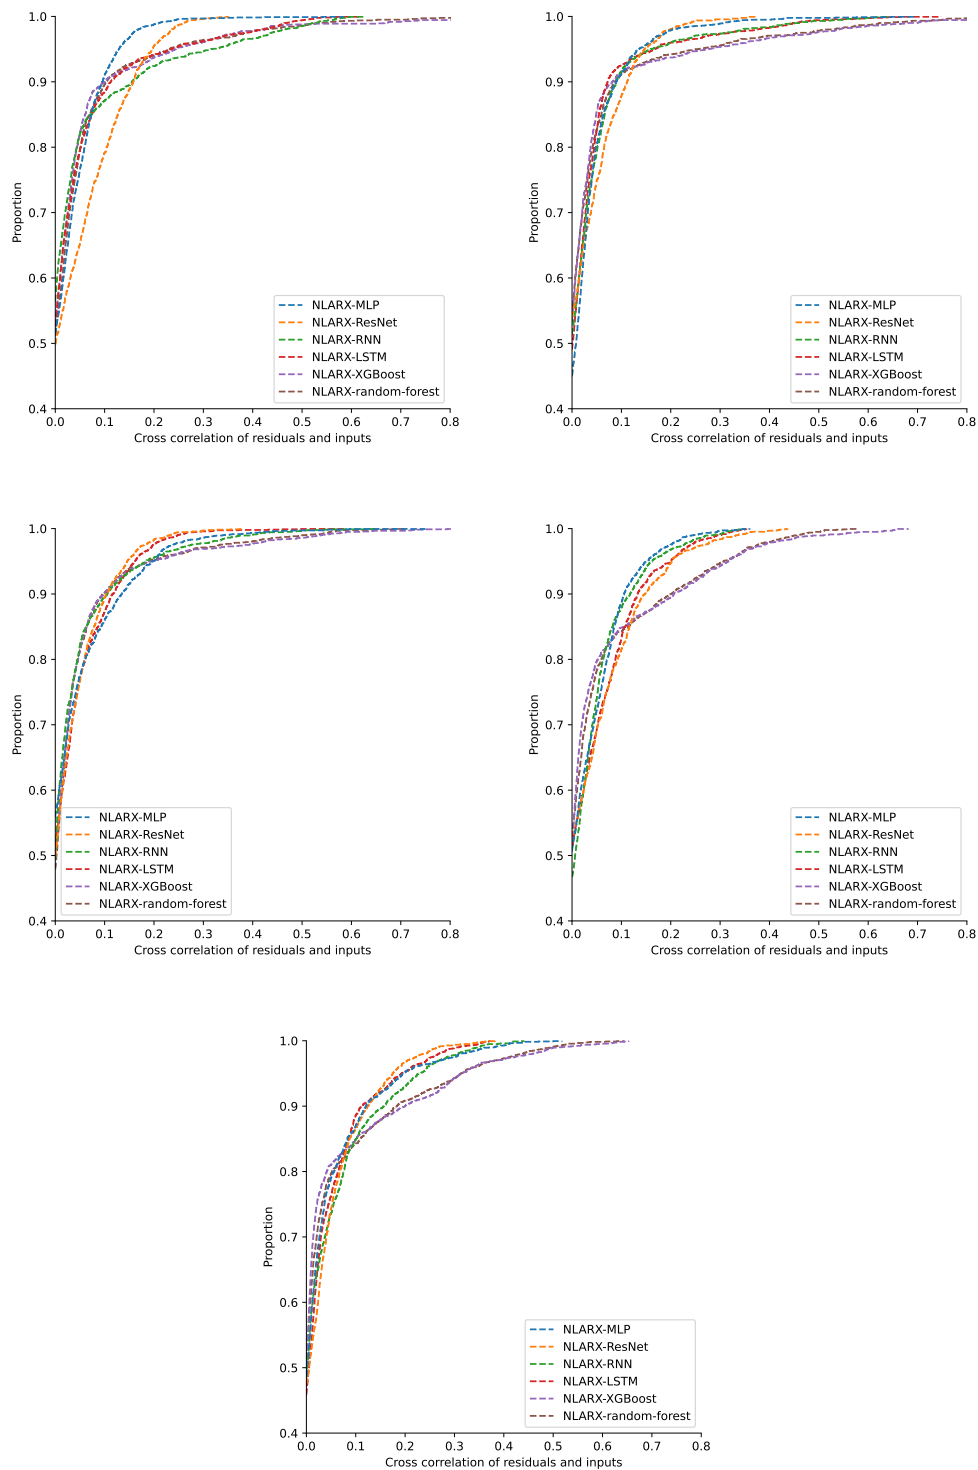 1.0
0.9
0.8
0.7
0.6
0.5
0.4
Proportion
0.0 0.1 0.2 0.3 0.4 0.5 0.6 0.7 0.8
Cross correlation of residuals and inputs
NLARX-MLP
NLARX-ResNet
NLARX-RNN
NLARX-LSTM
NLARX-XGBoost
NLARX-random-forest
1.0
0.9
0.8
0.7
0.6
0.5
0.4
Proportion
0.0 0.1 0.2 0.3 0.4 0.5 0.6 0.7 0.8
Cross correlation of residuals and inputs
NLARX-MLP
NLARX-ResNet
NLARX-RNN
NLARX-LSTM
NLARX-XGBoost
NLARX-random-forest
1.0
0.9
0.8
0.7
0.6
0.5
0.4
Proportion
0.0 0.1 0.2 0.3 0.4 0.5 0.6 0.7 0.8
Cross correlation of residuals and inputs
NLARX-MLP
NLARX-ResNet
NLARX-RNN
NLARX-LSTM
NLARX-XGBoost
NLARX-random-forest
1.0
0.9
0.8
0.7
0.6
0.5
0.4
Proportion
0.0 0.1 0.2 0.3 0.4 0.5 0.6 0.7 0.8
Cross correlation of residuals and inputs
NLARX-MLP
NLARX-ResNet
NLARX-RNN
NLARX-LSTM
NLARX-XGBoost
NLARX-random-forest
1.0
0.9
0.8
0.7
0.6
0.5
0.4
Proportion
0.0 0.1 0.2 0.3 0.4 0.5 0.6 0.7 0.8
Cross correlation of residuals and inputs
NLARX-MLP
NLARX-ResNet
NLARX-RNN
NLARX-LSTM
NLARX-XGBoost
NLARX-random-forest